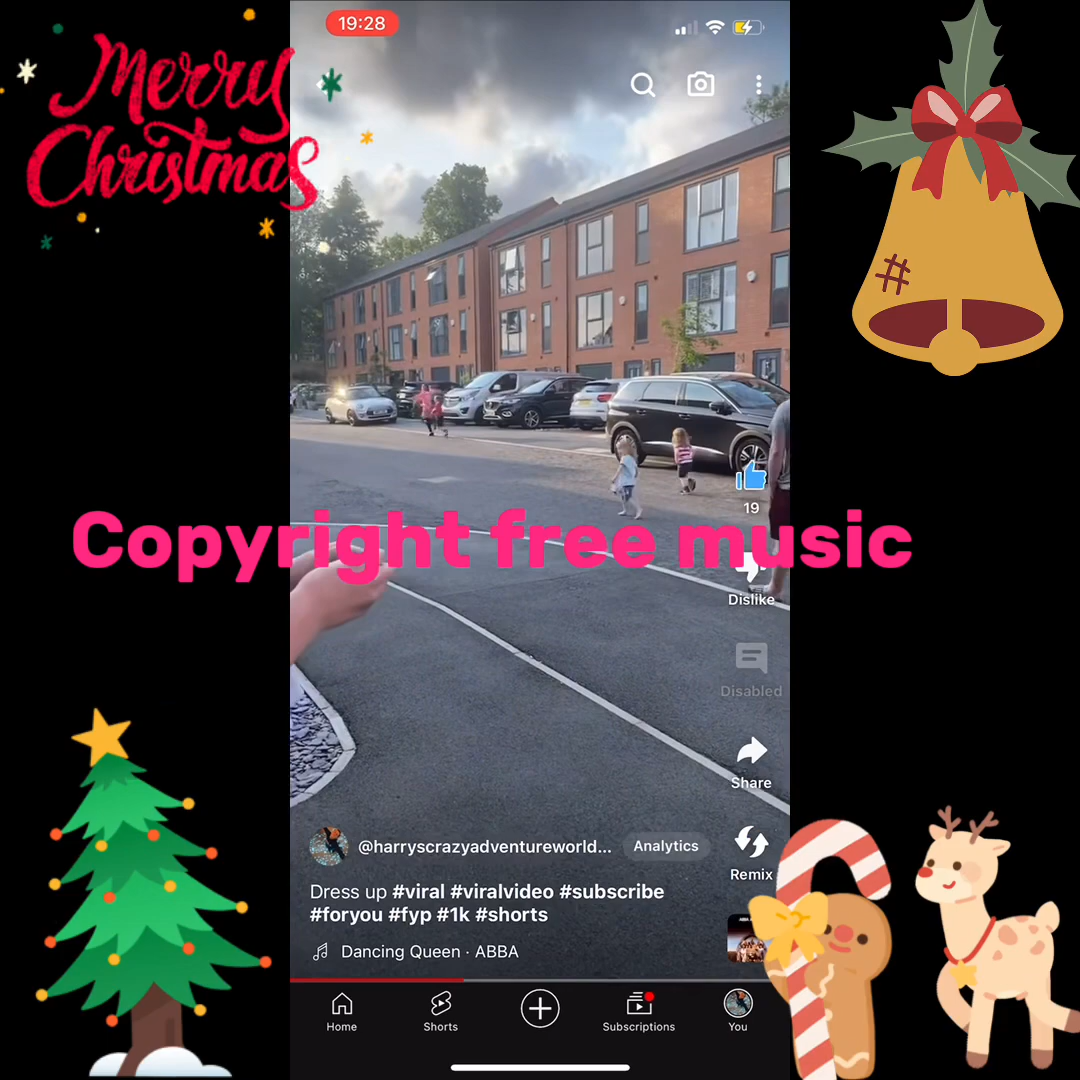 Merry
Christmas
19:28
Copyright free music
19
Dislike
Disabled
Share
@harryscrazyadventureworld...
Analytics
Remix
Dress up #viral #viralvideo #subscribe
#foryou #fyp #1k #shorts
Dancing Queen · ABBA
Home
Shorts
Subscriptions
You